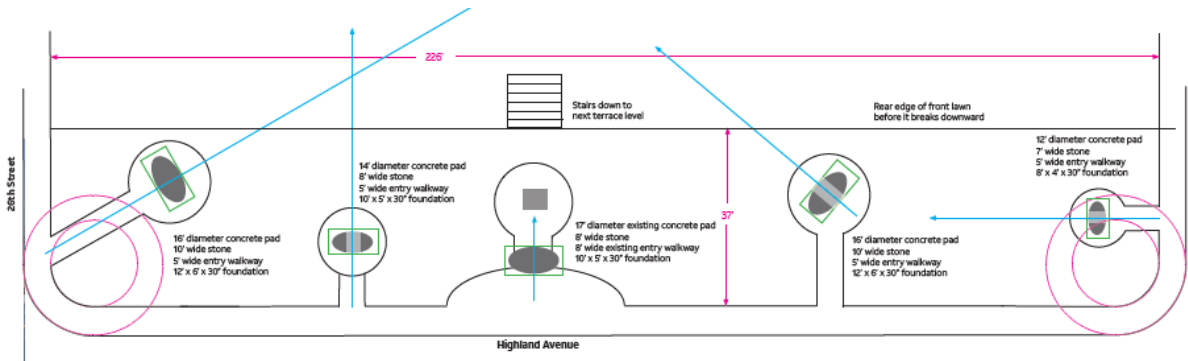 226'
Stairs down to
next terrace level
Rear edge of front lawn
before it breaks downward
12' diameter concrete pad
7' wide stone
5' wide entry walkway
8' x 4' x 30" foundation
26th Street
14' diameter concrete pad
8' wide stone
5' wide entry walkway
10' x 5' x 30" foundation
37'
17' diameter existing concrete pad
8' wide stone
8' wide existing entry walkway
10' x 5' x 30" foundation
16' diameter concrete pad
10' wide stone
5' wide entry walkway
12' x 6' x 30" foundation
16' diameter concrete pad
10' wide stone
5' wide entry walkway
12' x 6' x 30" foundation
Highland Avenue